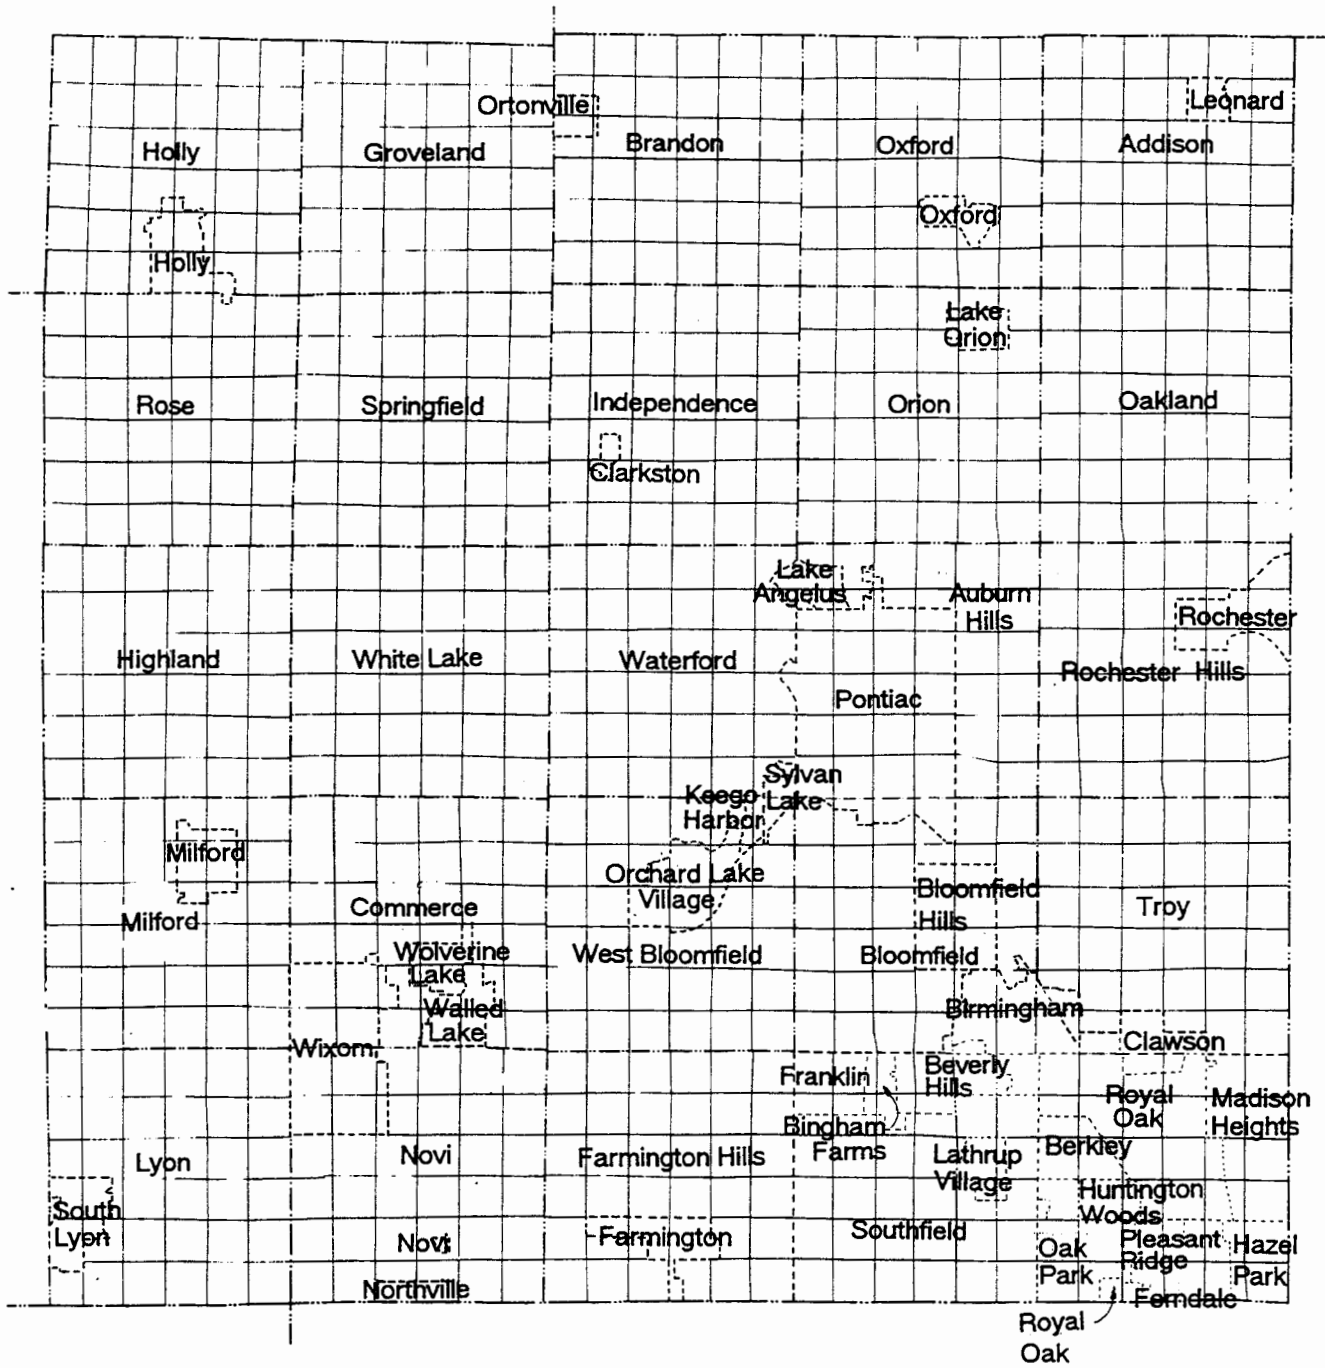 Ortonville
Leonard
Holly
Groveland
Brandon
Oxford
Addison
Oxford
Holly
Lake
Orion
Rose
Springfield
Independence
Orion
Oakland
Clarkston
Lake
Angelus
Auburn
Hills
Rochester
Highland
White Lake
Waterford
Rochester Hills
Pontiac
Sylvan
Lake
Keego
Harbor
Milford
Orchard Lake
Village
Bloomfield
Hills
Milford
Commerce
Troy
Wolverine
Lake
West Bloomfield
Bloomfield
Walled
Lake
Birmingham
Wixom
Clawson
Franklin
Beverly
Hills
Royal
Oak
Madison
Heights
Bingham
Farms
Berkley
Lyon
Novi
Farmington Hills
Lathrup
Village
Huntington
Woods
South
Lyon
Novi
Farmington
Southfield
Oak
Park
Pleasant
Ridge
Hazel
Park
Northville
Ferndale
Royal
Oak